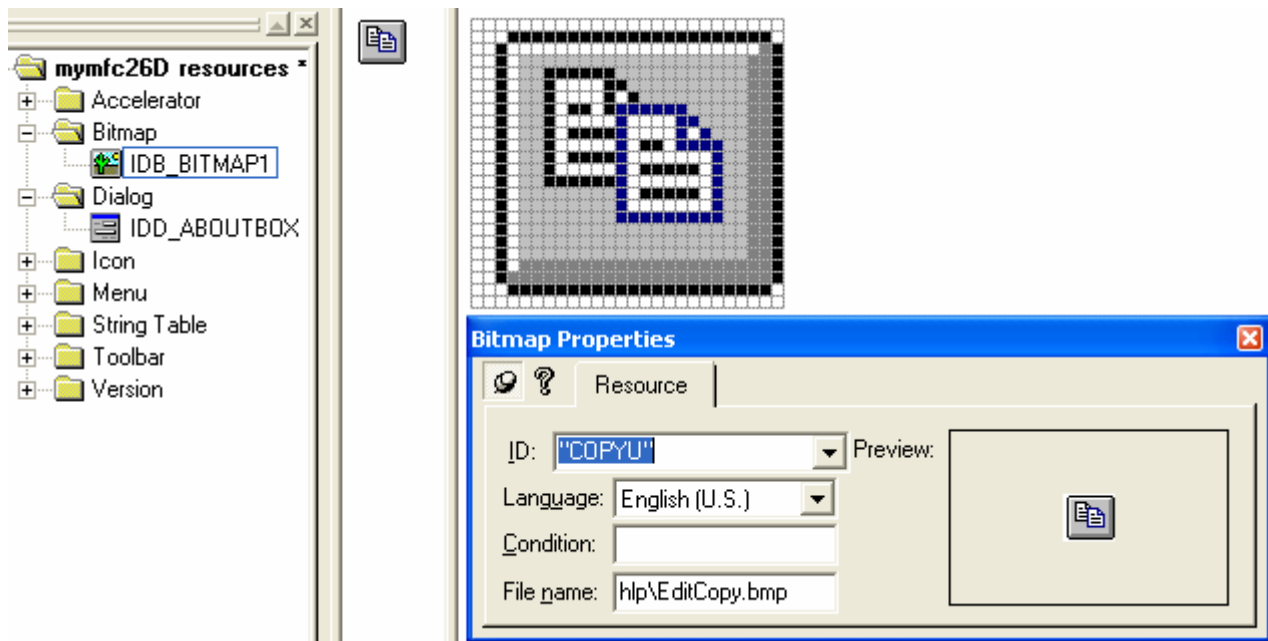 mymfc26D resources *
Accelerator
Bitmap
IDB_BITMAP1
Dialog
IDD_ABOUTBOX
Icon
Menu
String Table
Toolbar
Version
Bitmap Properties
Resource
ID: "COPYU" Preview:
Language: English (U.S.)
Condition:
File name: hlp\EditCopy.bmp